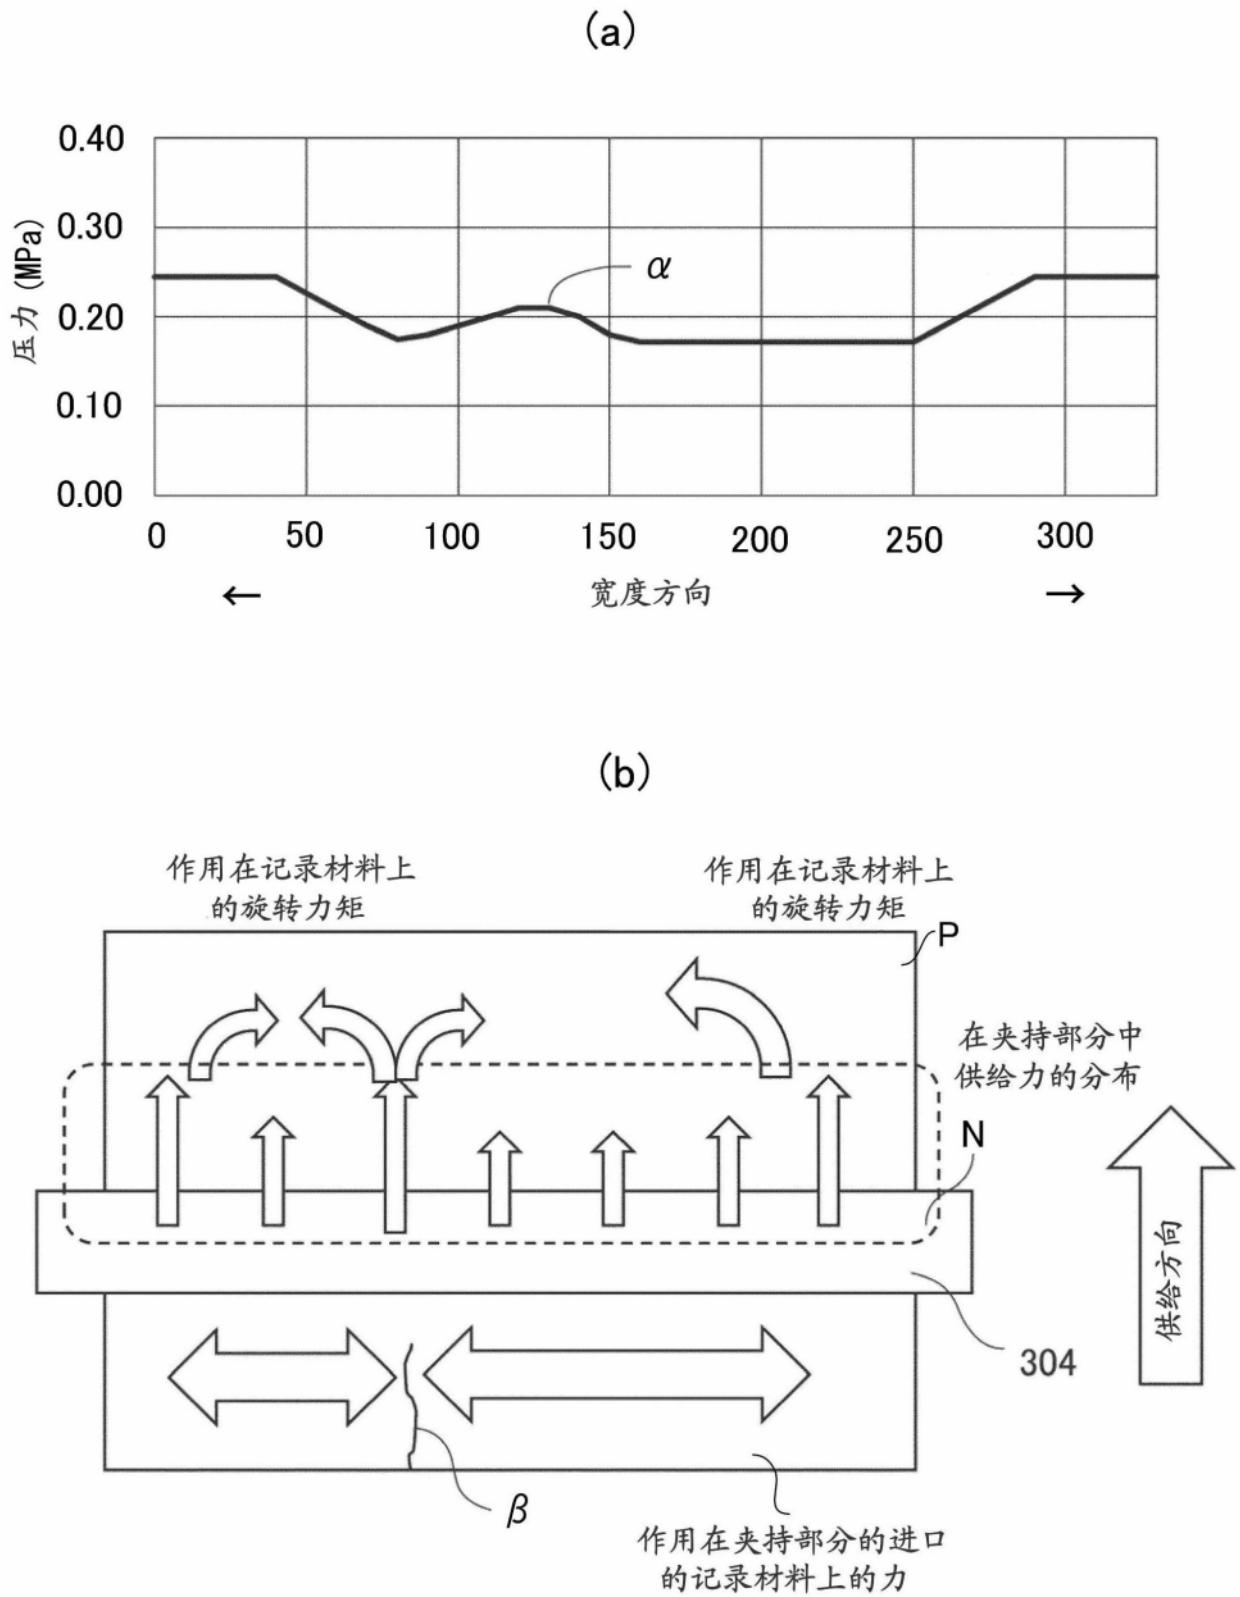 (a)
0.40
0.30
0.20
0.10
0.00
压力 (MPa)
α
0 50 100 150 200 250 300
← 宽度方向 →
(b)
作用在记录材料上
的旋转力矩
作用在记录材料上
的旋转力矩
P
在夹持部分中
供给力的分布
N
供给方向
304
β
作用在夹持部分的进口
的记录材料上的力